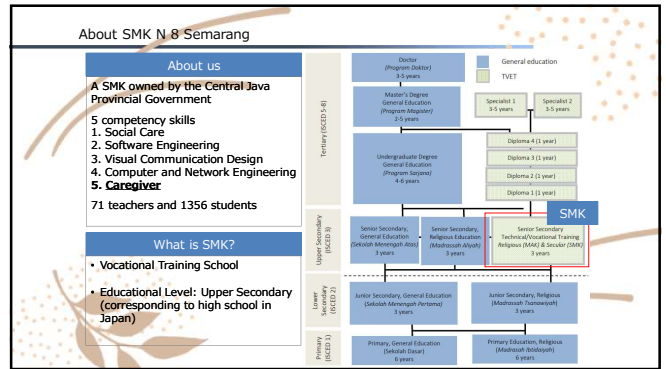 About SMK N 8 Semarang
About us
A SMK owned by the Central Java
Provincial Government
5 competency skills
1. Social Care
2. Software Engineering
3. Visual Communication Design
4. Computer and Network Engineering
5. Caregiver
71 teachers and 1356 students
What is SMK?
• Vocational Training School
• Educational Level: Upper Secondary
(corresponding to high school in
Japan)
Tertiary (ISCED 5-8)
Doctor
(Program Doktor)
3-5 years
General education
TVET
Master's Degree
General Education
(Program Magister)
2-5 years
Specialist 1
3-5 years
Specialist 2
3-5 years
Undergraduate Degree
General Education
(Program Sarjana)
4-6 years
Diploma 4 (1 year)
Diploma 3 (1 year)
Diploma 2 (1 year)
Diploma 1 (1 year)
SMK
Upper Secondary
(ISCED 3)
Senior Secondary,
General Education
(Sekolah Menengah Atas)
3 years
Senior Secondary,
Religious Education
(Madrassah Aliyah)
3 years
Senior Secondary
Technical/Vocational Training
Religious (MAK) & Secular (SMK)
3 years
Lower
Secondary
(ISCED 2)
Junior Secondary, General Education
(Sekolah Menengah Pertama)
3 years
Junior Secondary, Religious
(Madrassah Tsanawiyah)
3 years
Primary
(ISCED 1)
Primary, General Education
(Sekolah Dasar)
6 years
Primary Education, Religious
(Madrasah Ibtidaiyah)
6 years